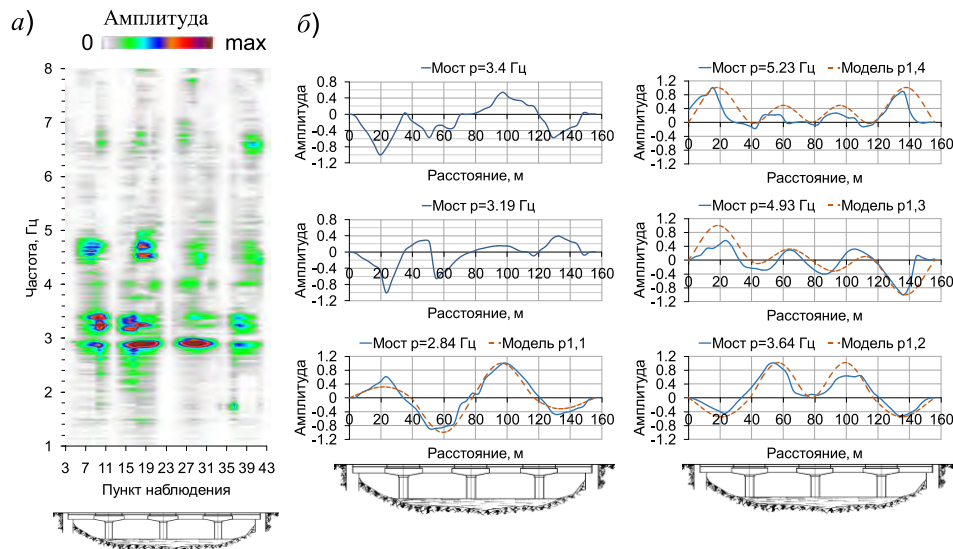 а)
Амплитуда
0 max
Частота, Гц
8
7
6
5
4
3
2
1
3 7 11 15 19 23 27 31 35 39 43
Пункт наблюдения
б)
Мост p=3.4 Гц
Амплитуда
0.8
0.4
0
-0.4
-0.8
-1.2
0 20 40 60 80 100 120 140 160
Расстояние, м
Мост p=5.23 Гц Модель p1,4
Амплитуда
1.2
0.8
0.4
0
-0.4
-0.8
-1.2
0 20 40 60 80 100 120 140 160
Расстояние, м
Мост p=3.19 Гц
Амплитуда
0.8
0.4
0
-0.4
-0.8
-1.2
0 20 40 60 80 100 120 140 160
Расстояние, м
Мост p=4.93 Гц Модель p1,3
Амплитуда
1.2
0.8
0.4
0
-0.4
-0.8
-1.2
0 20 40 60 80 100 120 140 160
Расстояние, м
Мост p=2.84 Гц Модель p1,1
Амплитуда
1.2
0.8
0.4
0
-0.4
-0.8
-1.2
0 20 40 60 80 100 120 140 160
Расстояние, м
Мост p=3.64 Гц Модель p1,2
Амплитуда
1.2
0.8
0.4
0
-0.4
-0.8
-1.2
0 20 40 60 80 100 120 140 160
Расстояние, м